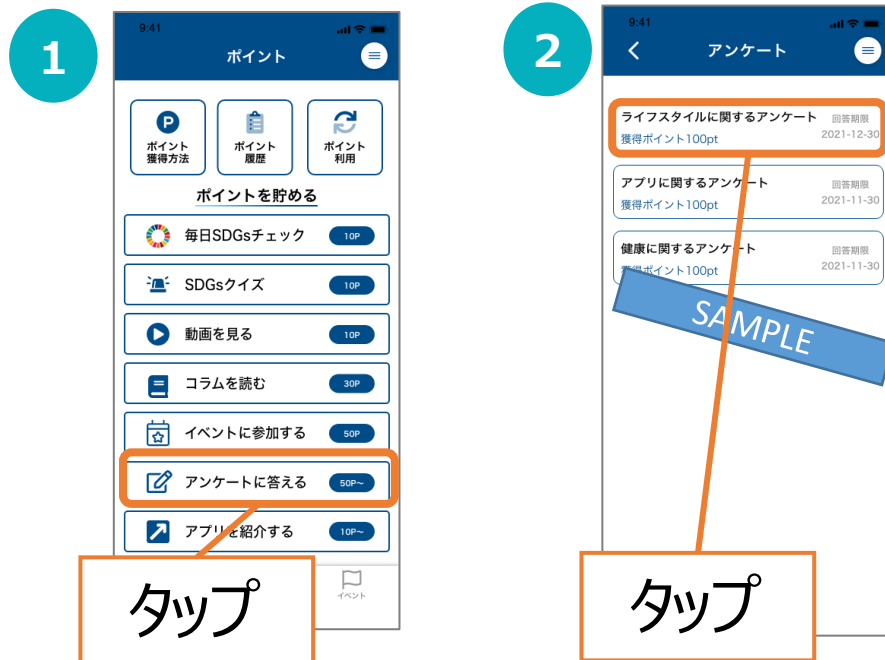 1
9:41
ポイント
ポイント
獲得方法
ポイント
履歴
ポイント
利用
ポイントを貯める
毎日SDGsチェック 10P
SDGsクイズ 10P
動画を見る 10P
コラムを読む 30P
イベントに参加する 50P
アンケートに答える 50P~
アプリを紹介する 10P~
イベント
タップ
2
9:41
アンケート
ライフスタイルに関するアンケート 回答期限
獲得ポイント100pt 2021-12-30
アプリに関するアンケート 回答期限
獲得ポイント100pt 2021-11-30
健康に関するアンケート 回答期限
獲得ポイント100pt 2021-11-30
SAMPLE
タップ